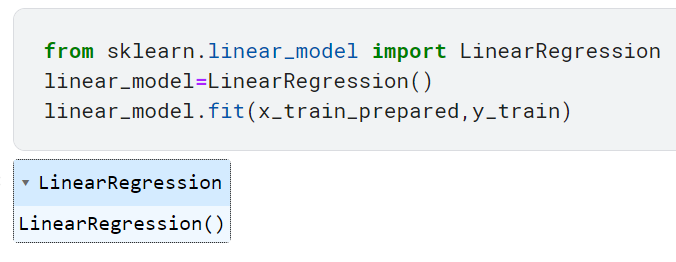 from sklearn.linear_model import LinearRegression
linear_model=LinearRegression()
linear_model.fit(x_train_prepared,y_train)
▾ LinearRegression
LinearRegression()